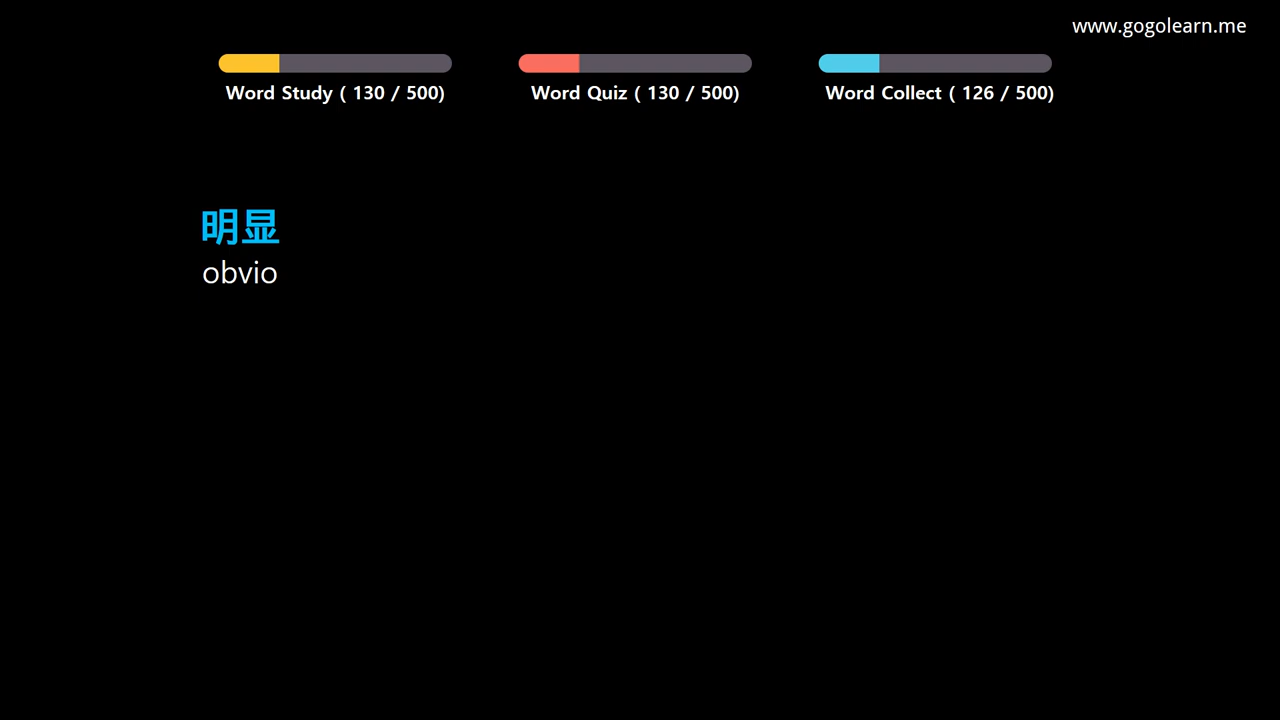 www.gogolearn.me
Word Study ( 130 / 500)
Word Quiz ( 130 / 500)
Word Collect ( 126 / 500)
明显
obvio